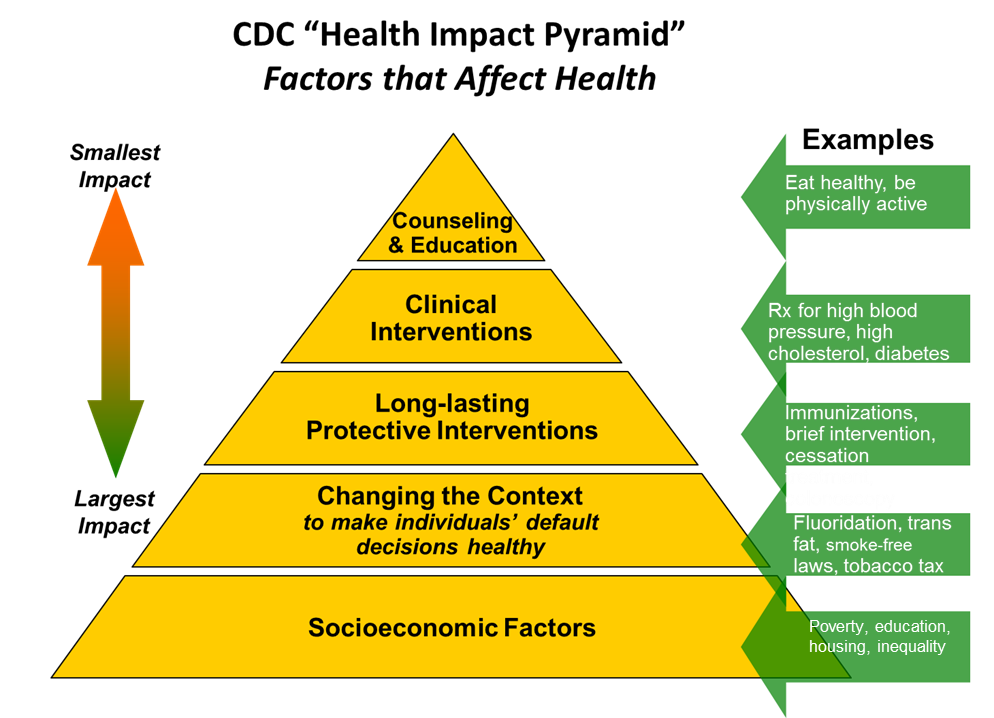 CDC “Health Impact Pyramid”
Factors that Affect Health
Smallest
Impact
Largest
Impact
Counseling
& Education
Clinical
Interventions
Long-lasting
Protective Interventions
Changing the Context
to make individuals’ default
decisions healthy
Socioeconomic Factors
Examples
Eat healthy, be
physically active
Rx for high blood
pressure, high
cholesterol, diabetes
Immunizations,
brief intervention,
cessation
Fluoridation, trans
fat, smoke-free
laws, tobacco tax
Poverty, education,
housing, inequality